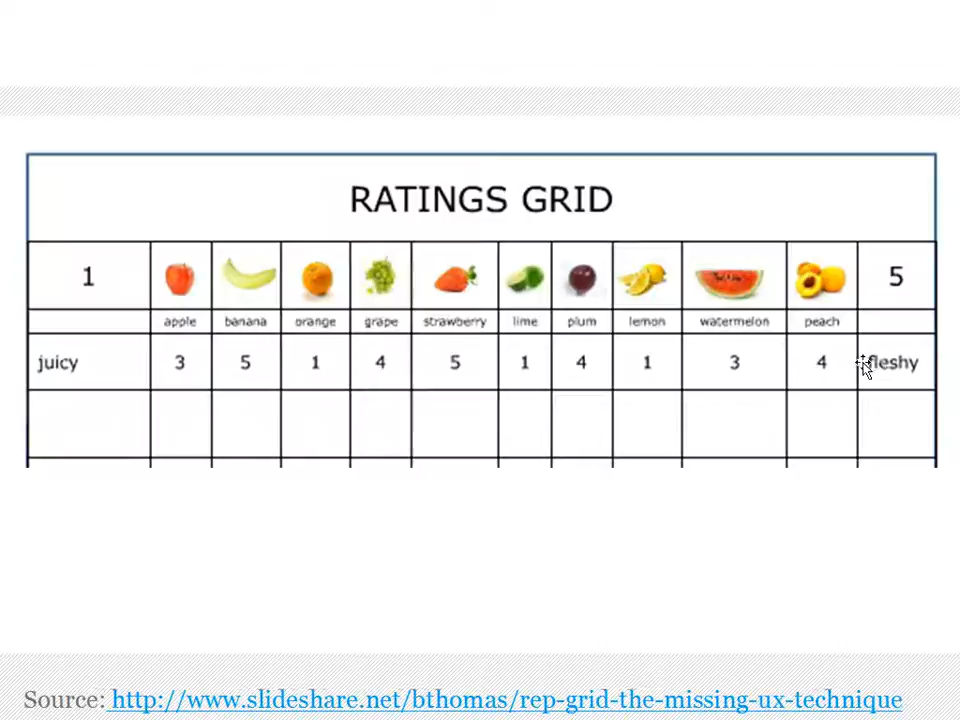 RATINGS GRID
1 5
apple banana orange grape strawberry lime plum lemon watermelon peach
juicy 3 5 1 4 5 1 4 1 3 4 fleshy
Source: http://www.slideshare.net/bthomas/rep-grid-the-missing-ux-technique